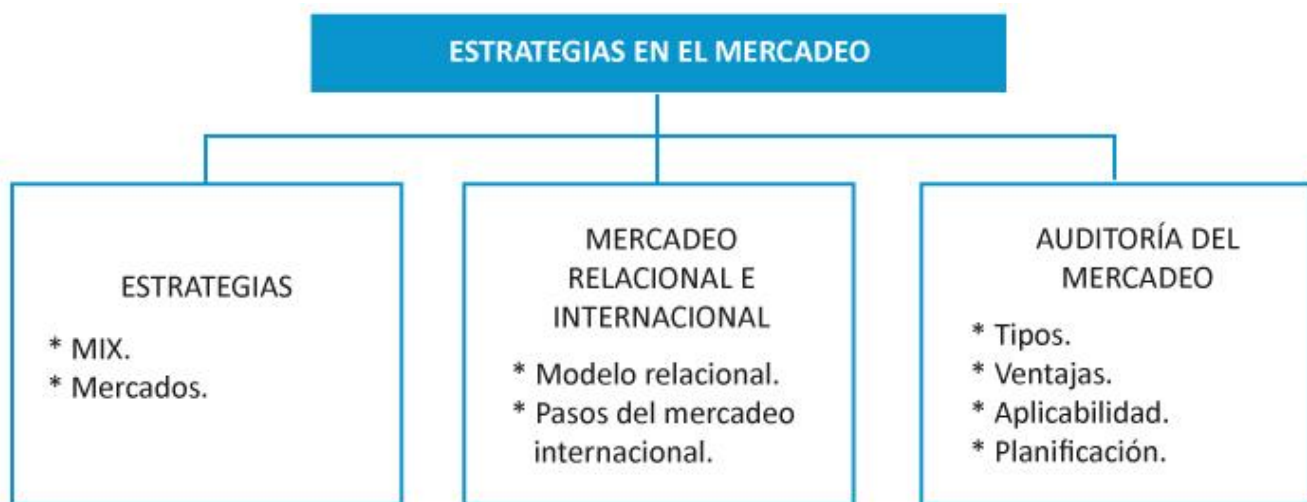 ESTRATEGIAS EN EL MERCADEO
ESTRATEGIAS
* MIX.
* Mercados.
MERCADEO
RELACIONAL E
INTERNACIONAL
* Modelo relacional.
* Pasos del mercadeo
internacional.
AUDITORÍA DEL
MERCADEO
* Tipos.
* Ventajas.
* Aplicabilidad.
* Planificación.